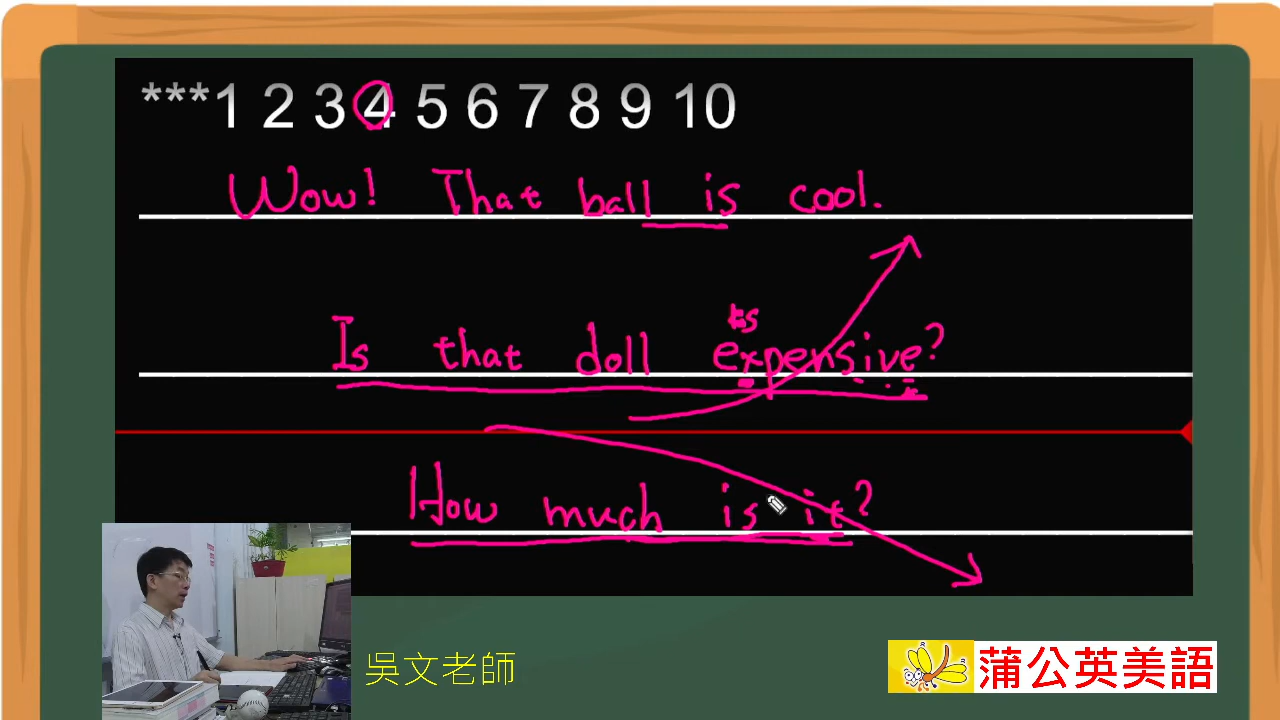 ***1 2 3 4 5 6 7 8 9 10
Wow! That ball is cool.
ks
Is that doll expensive?
How much is it?
吳文老師
蒲公英美語